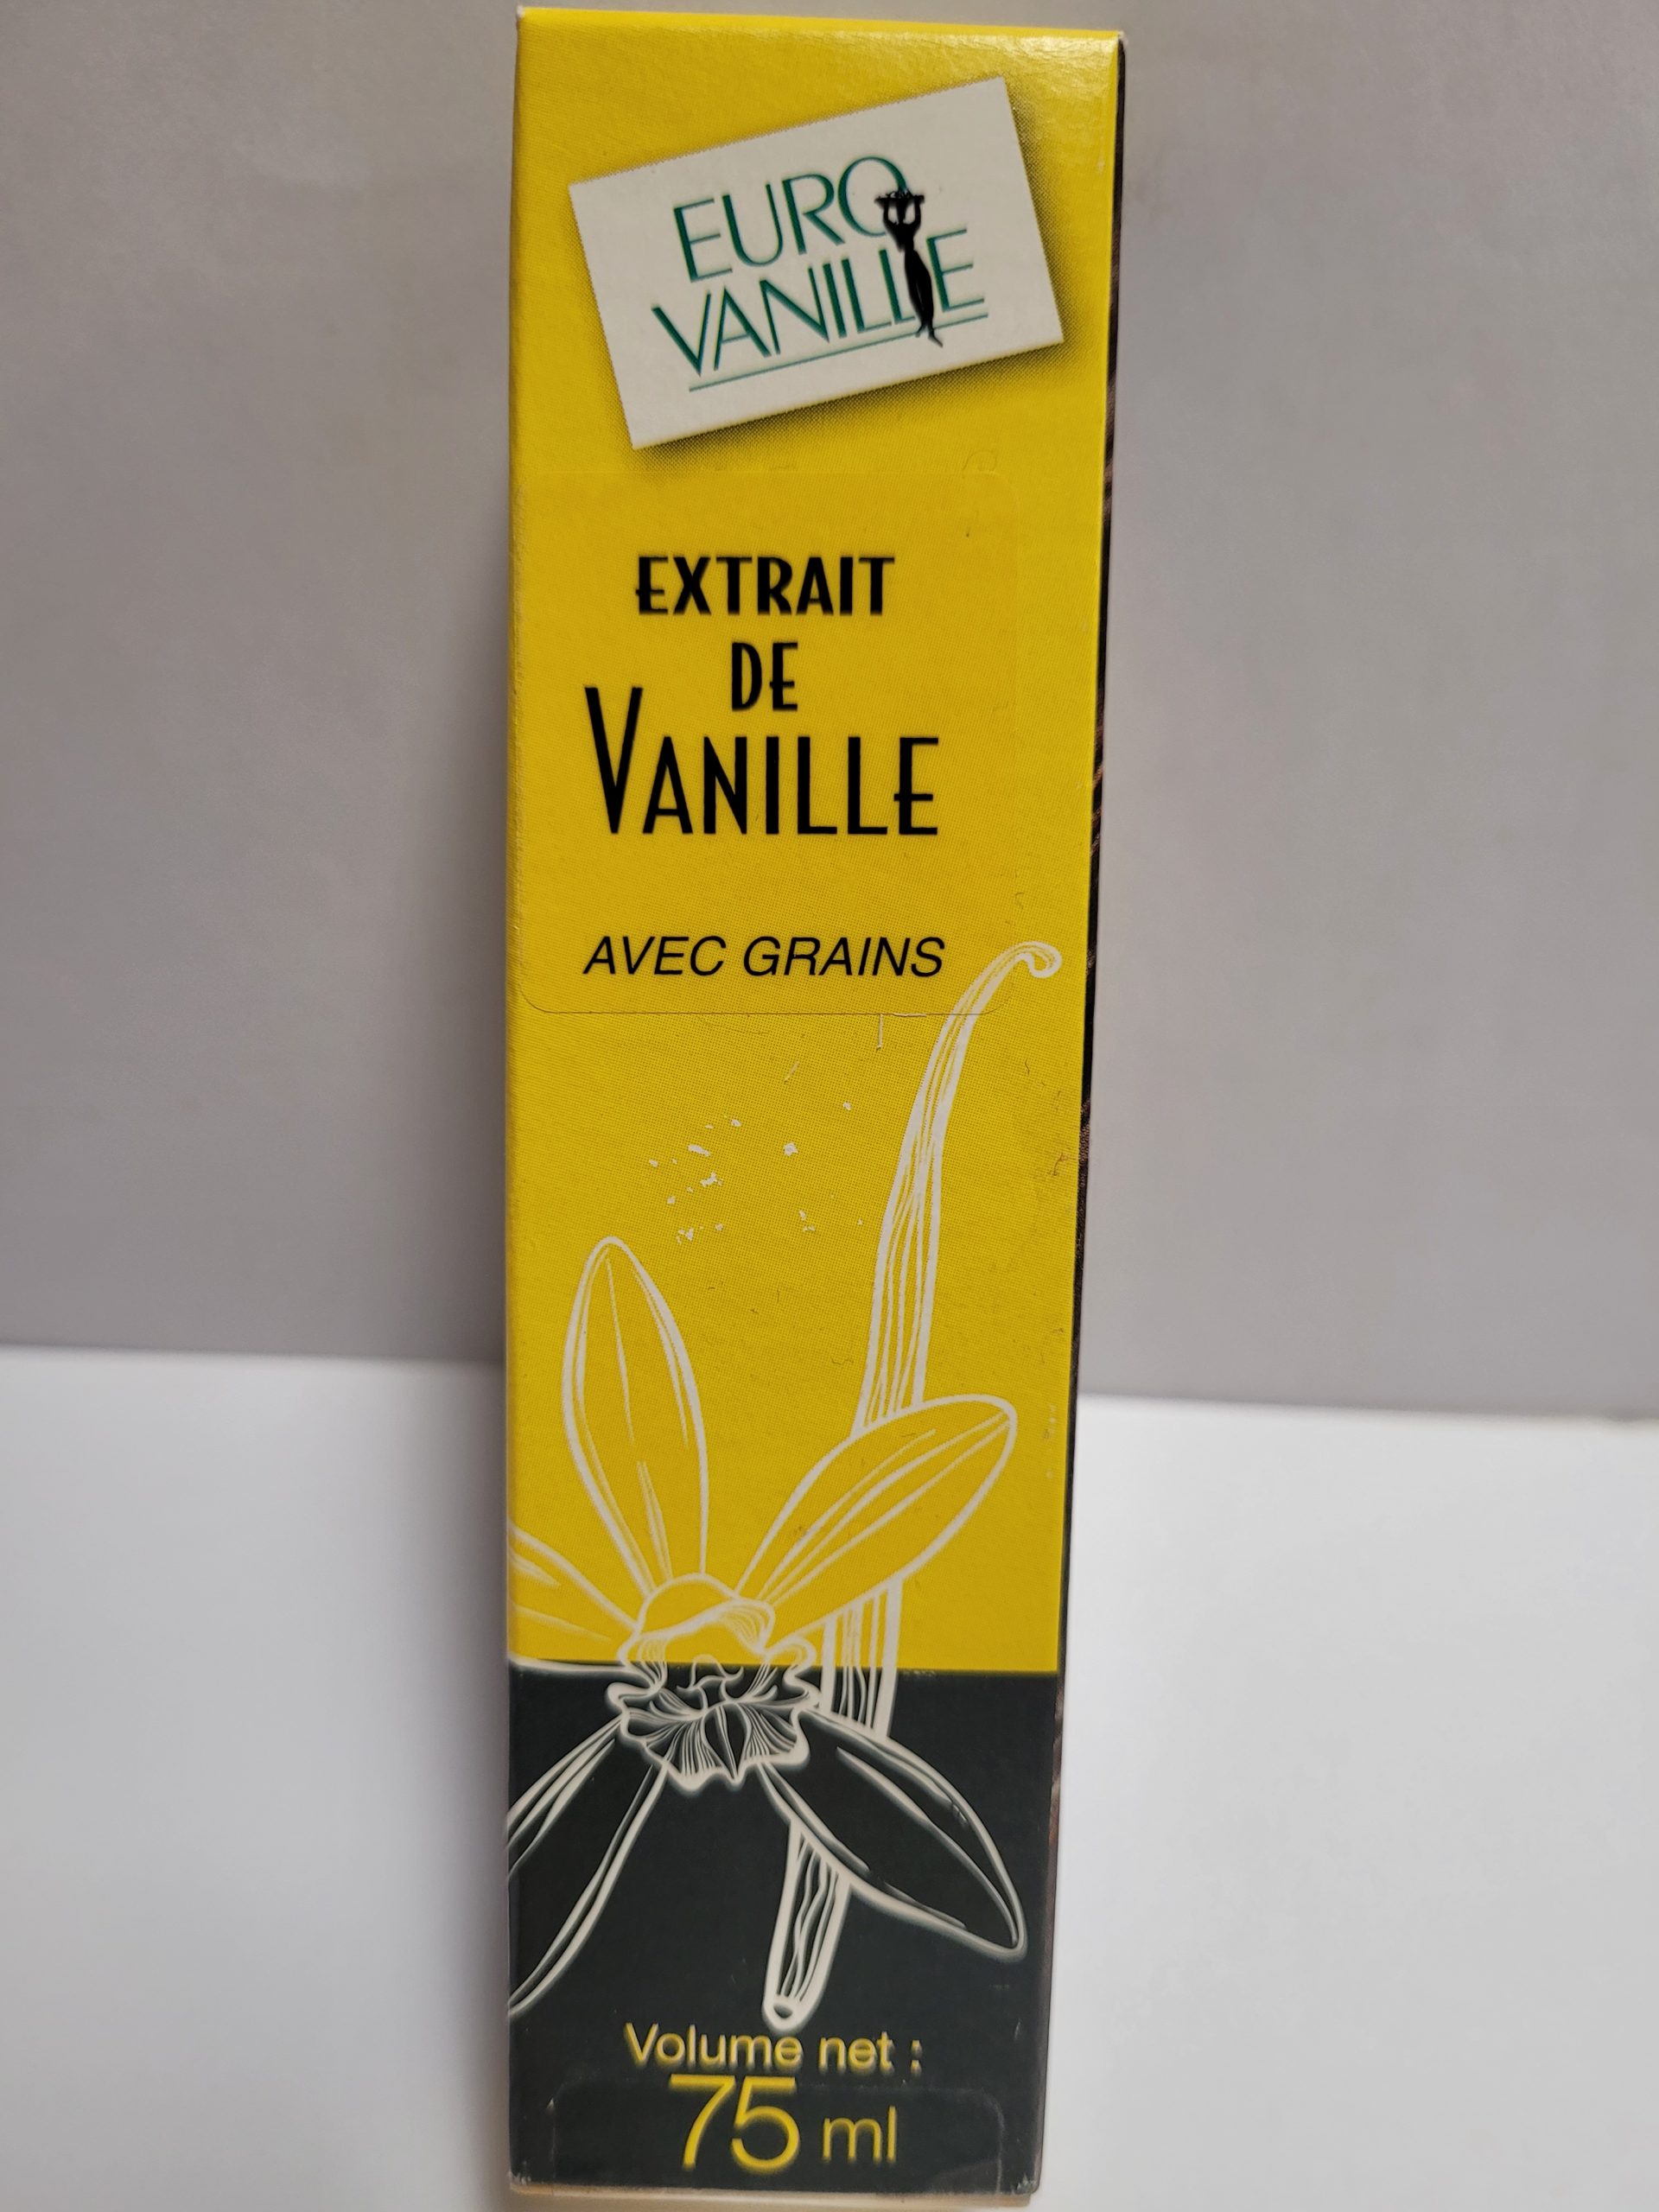 EURO
VANILLE
EXTRAIT
DE
VANILLE
AVEC GRAINS
Volume net :
75 ml